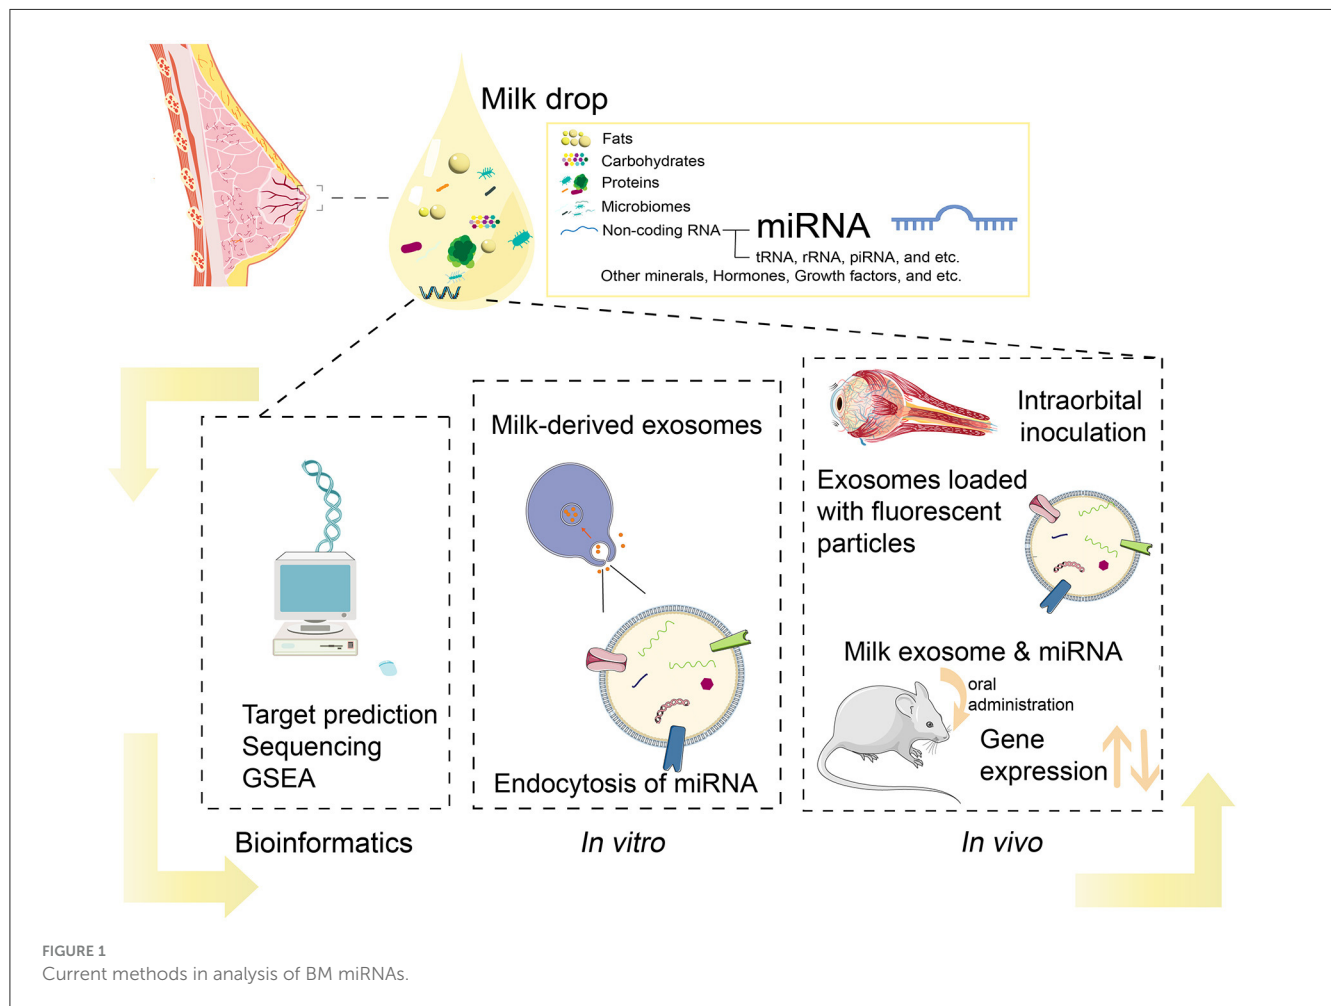 Milk drop
Fats
Carbohydrates
Proteins
Microbiomes
Non-coding RNA
miRNA
tRNA, rRNA, piRNA, and etc.
Other minerals, Hormones, Growth factors, and etc.
Target prediction
Sequencing
GSEA
Bioinformatics
Milk-derived exosomes
Endocytosis of miRNA
In vitro
Intraorbital
inoculation
Exosomes loaded
with fluorescent
particles
Milk exosome & miRNA
oral
administration
Gene
expression
In vivo
FIGURE 1
Current methods in analysis of BM miRNAs.